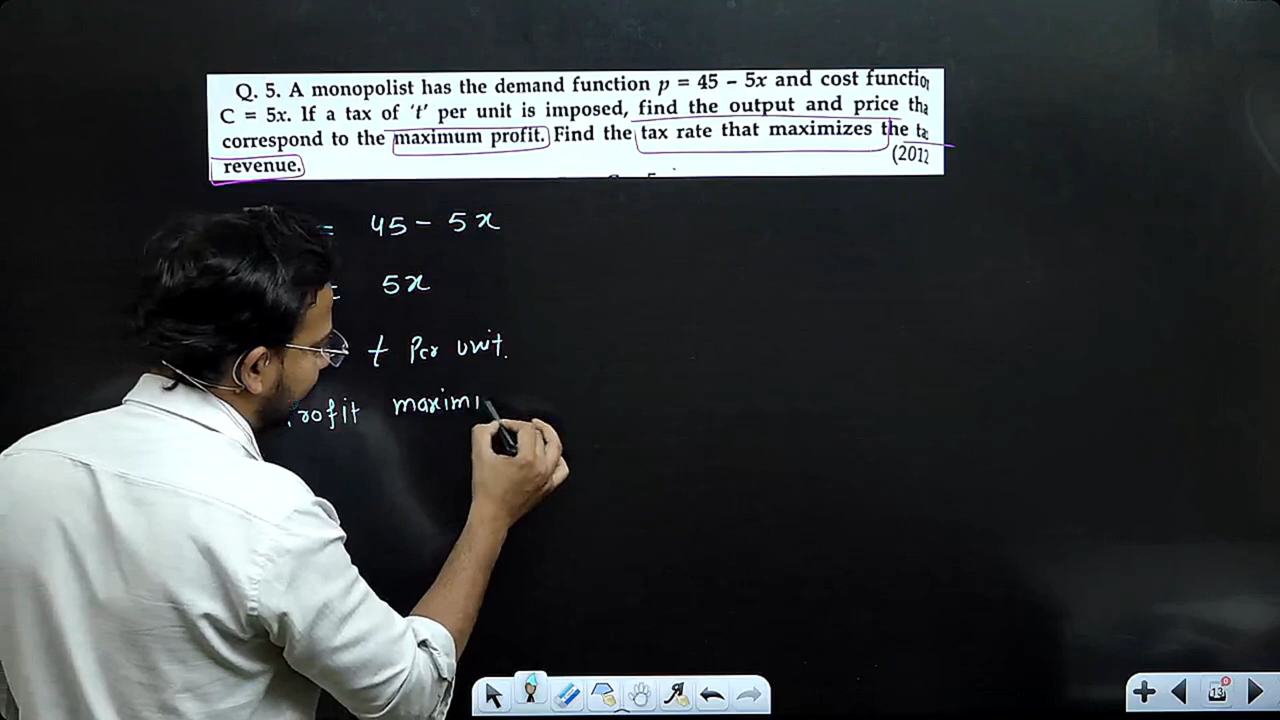 Q. 5. A monopolist has the demand function p = 45 – 5x and cost functio
C = 5x. If a tax of 't' per unit is imposed, find the output and price tha
correspond to the maximum profit. Find the tax rate that maximizes the ta
revenue. (2012
= 45 - 5x
= 5x
t Per unit.
rofit maximi
13
0